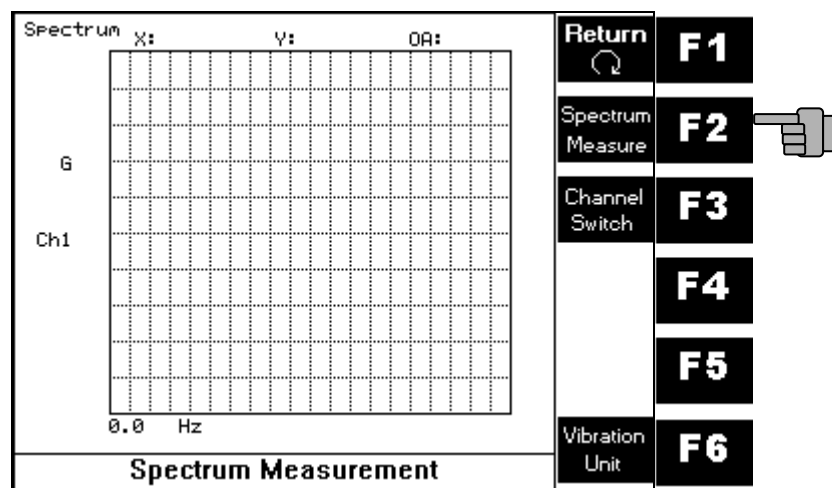 Spectrum
X: Y: OA:
G
Ch1
0.0 Hz
Spectrum Measurement
Return
F1
Spectrum
Measure
F2
Channel
Switch
F3
F4
F5
Vibration
Unit
F6